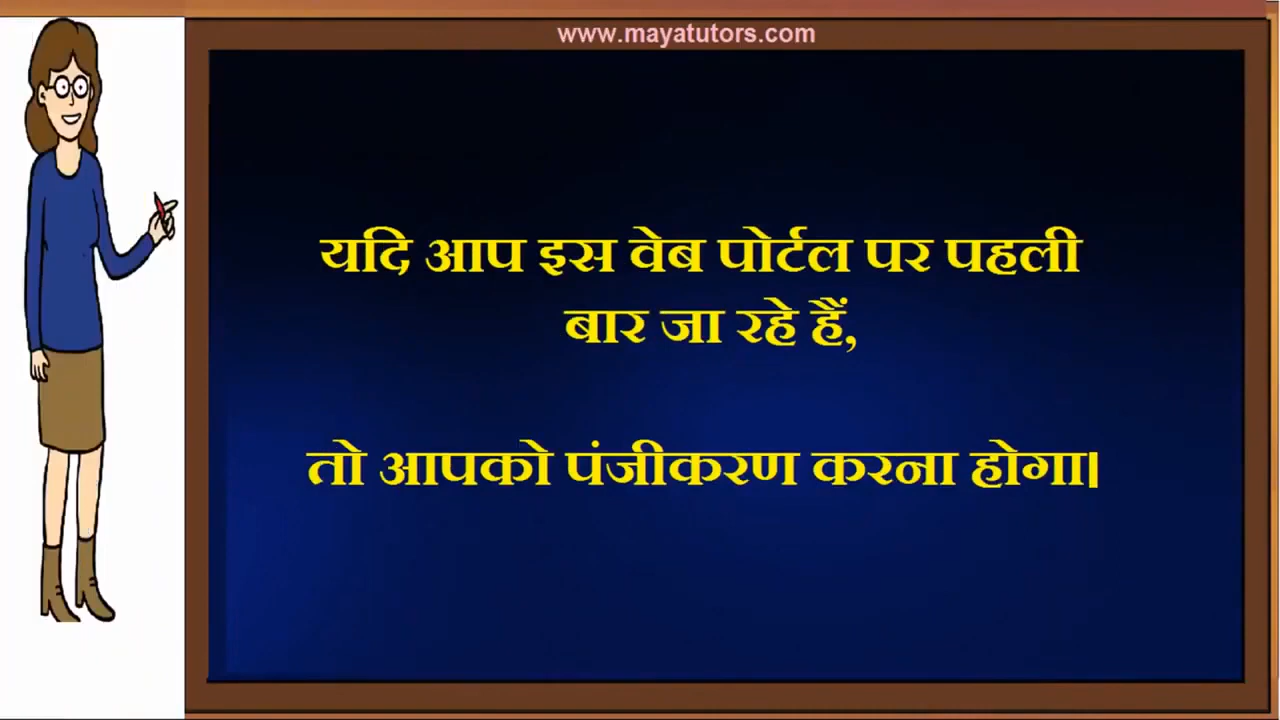 www.mayatutors.com
यदि आप इस वेब पोर्टल पर पहली
बार जा रहे हैं,
तो आपको पंजीकरण करना होगा।